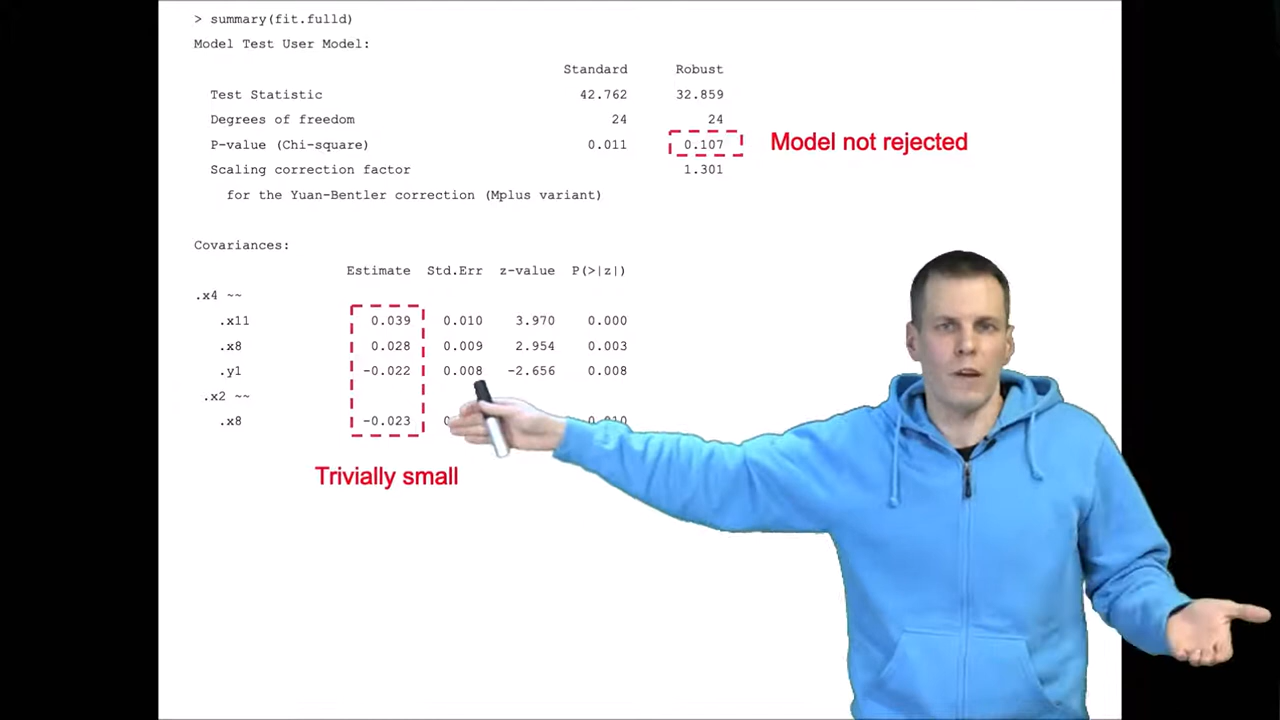 > summary(fit.fulld)
Model Test User Model:
Standard Robust
Test Statistic 42.762 32.859
Degrees of freedom 24 24
P-value (Chi-square) 0.011 0.107 Model not rejected
Scaling correction factor 1.301
for the Yuan-Bentler correction (Mplus variant)
Covariances:
Estimate Std.Err z-value P(>|z|)
.x4 ~~
.x11 0.039 0.010 3.970 0.000
.x8 0.028 0.009 2.954 0.003
.y1 -0.022 0.008 -2.656 0.008
.x2 ~~
.x8 -0.023
Trivially small